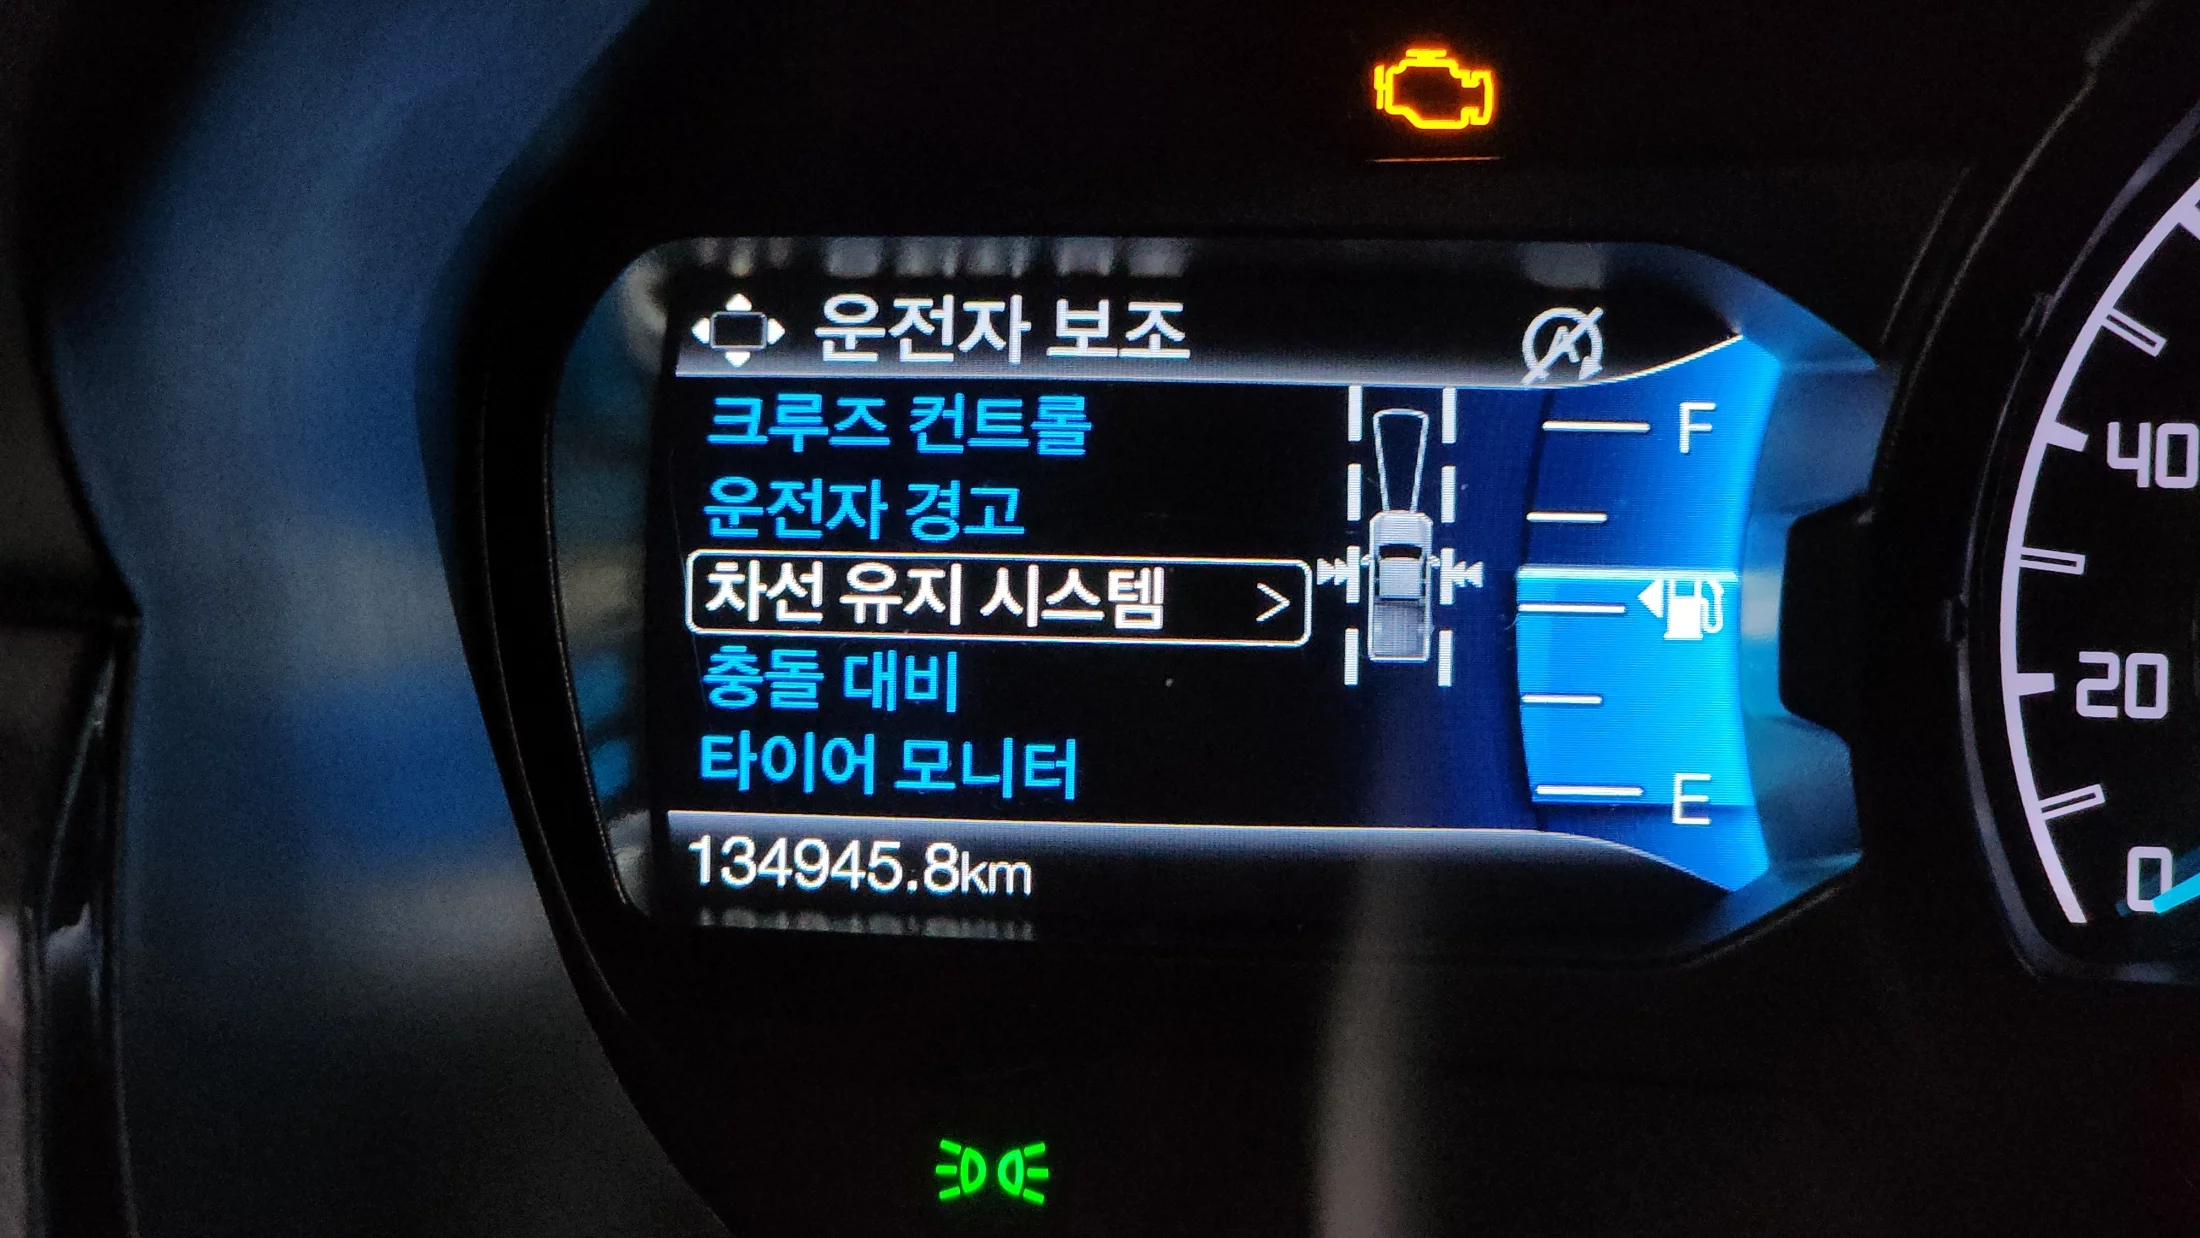 운전자 보조
크루즈 컨트롤
운전자 경고
차선 유지 시스템 >
충돌 대비
타이어 모니터
134945.8km
A
F
E
40
20
0